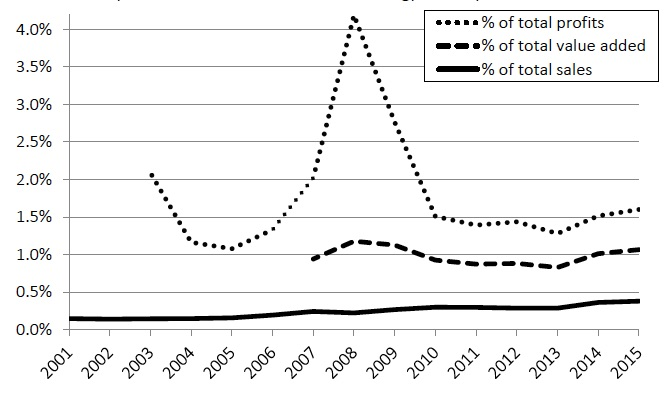 % of total profits
% of total value added
% of total sales
4.0%
3.5%
3.0%
2.5%
2.0%
1.5%
1.0%
0.5%
0.0%
2001 2002 2003 2004 2005 2006 2007 2008 2009 2010 2011 2012 2013 2014 2015